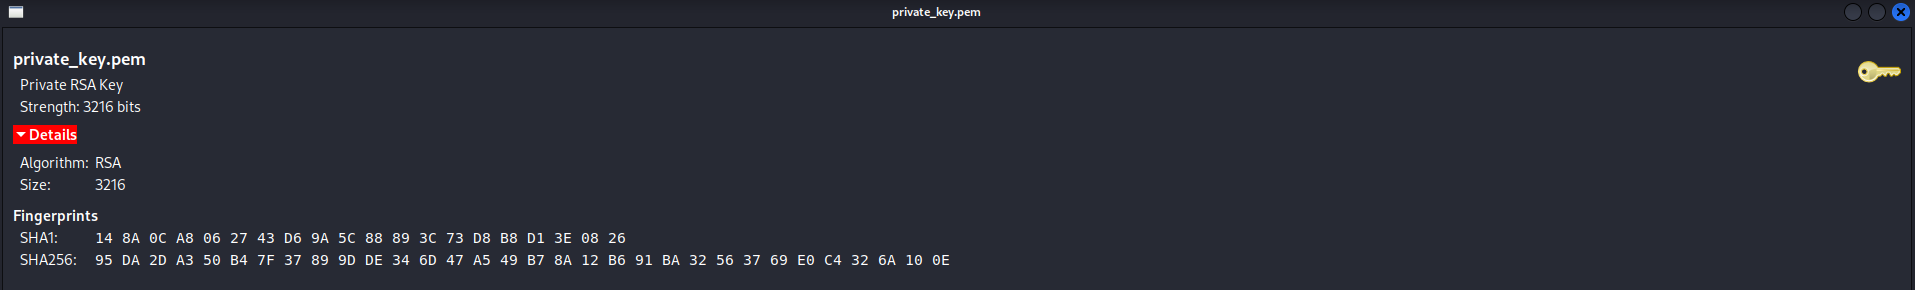 private_key.pem
private_key.pem
Private RSA Key
Strength: 3216 bits
Details
Algorithm: RSA
Size: 3216
Fingerprints
SHA1: 14 8A 0C A8 06 27 43 D6 9A 5C 88 89 3C 73 D8 B8 D1 3E 08 26
SHA256: 95 DA 2D A3 50 B4 7F 37 89 9D DE 34 6D 47 A5 49 B7 8A 12 B6 91 BA 32 56 37 69 E0 C4 32 6A 10 0E